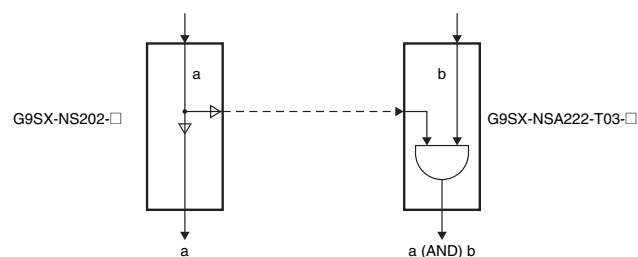 a
b
G9SX-NS202-□
G9SX-NSA222-T03-□
a
a (AND) b